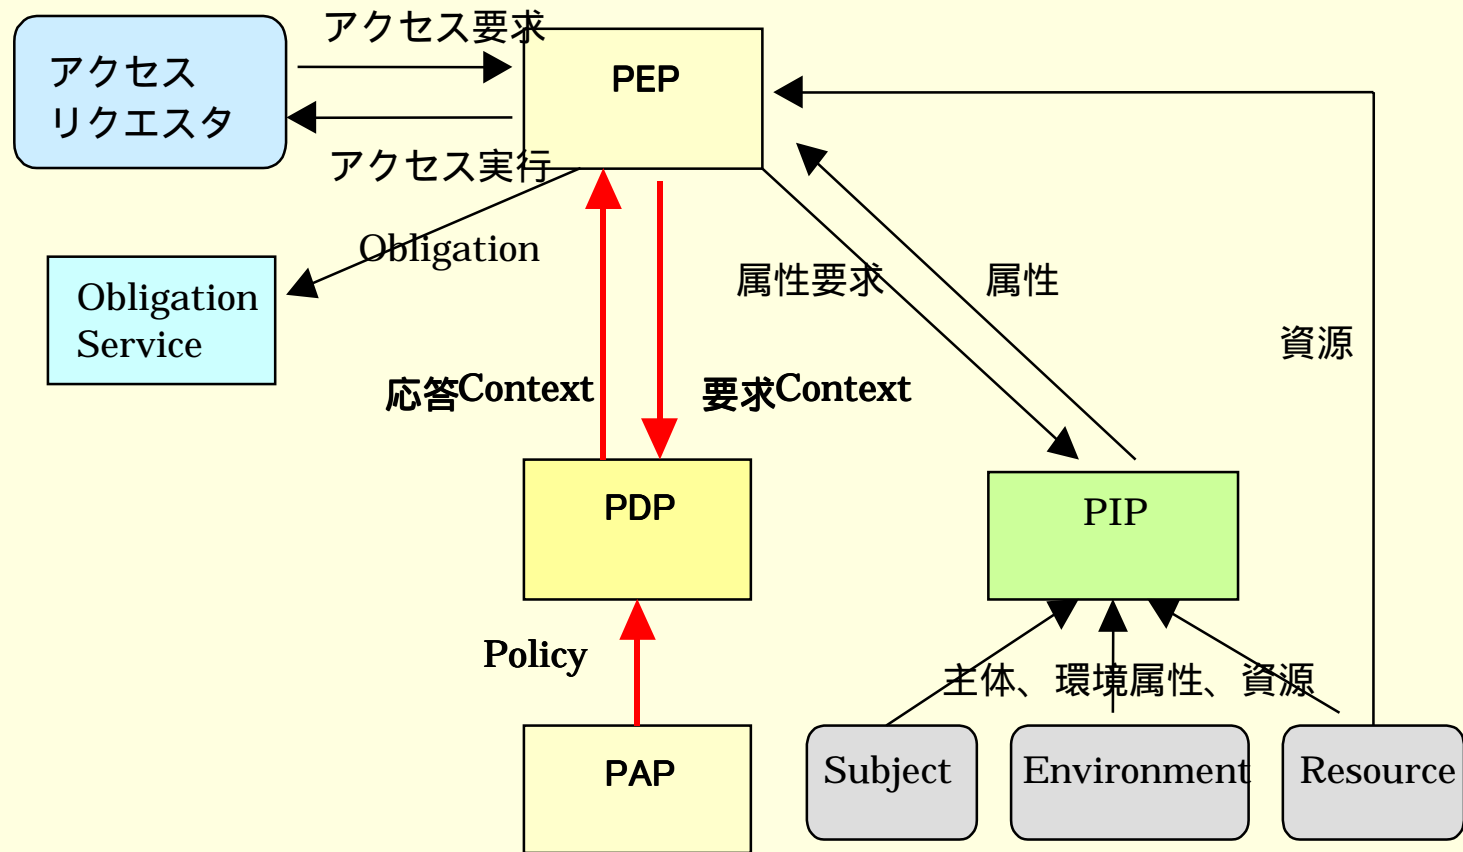 アクセス要求
アクセス
リクエスタ
PEP
アクセス実行
Obligation
Obligation
Service
属性要求
属性
資源
応答Context
要求Context
PDP
PIP
Policy
主体、環境属性、資源
PAP
Subject
Environment
Resource